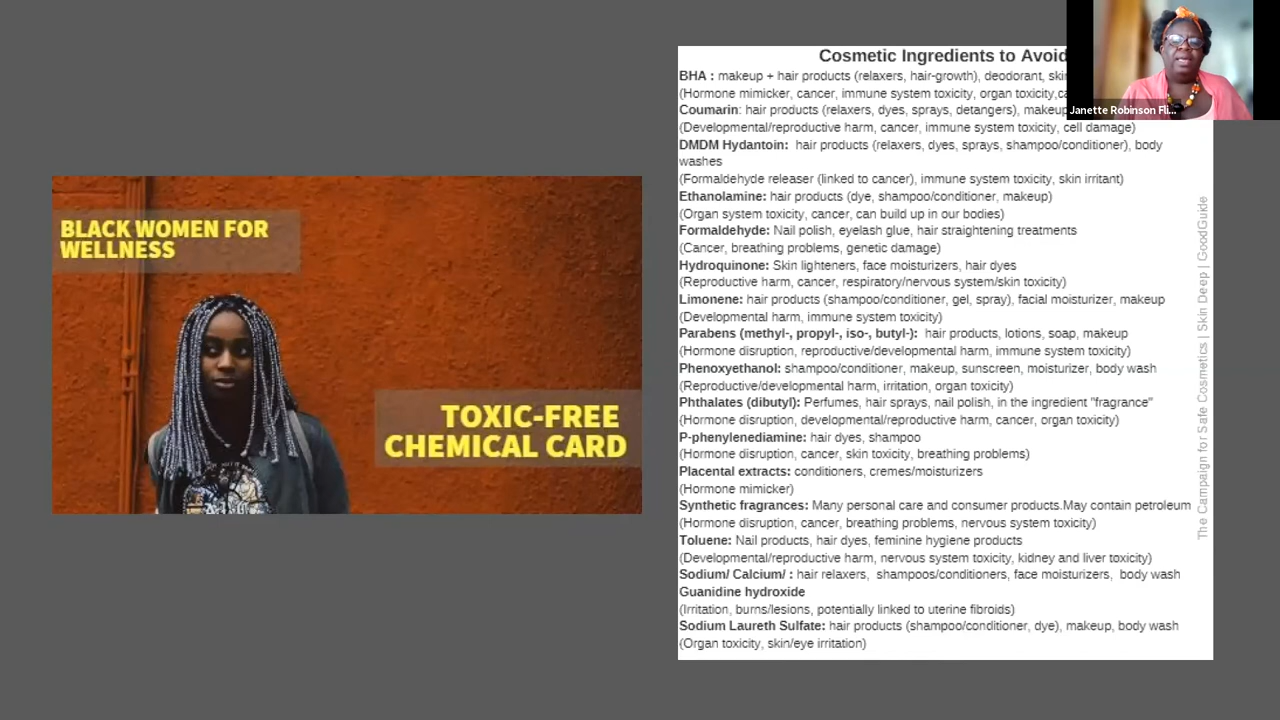 BLACK WOMEN FOR
WELLNESS
TOXIC-FREE
CHEMICAL CARD
Cosmetic Ingredients to Avoid
BHA : makeup + hair products (relaxers, hair-growth), deodorant,
(Hormone mimicker, cancer, immune system toxicity, organ toxicity,
Coumarin: hair products (relaxers, dyes, sprays, detangers), makeup
(Developmental/reproductive harm, cancer, immune system toxicity, cell damage)
DMDM Hydantoin: hair products (relaxers, dyes, sprays, shampoo/conditioner), body
washes
(Formaldehyde releaser (linked to cancer), immune system toxicity, skin irritant)
Ethanolamine: hair products (dye, shampoo/conditioner, makeup)
(Organ system toxicity, cancer, can build up in our bodies)
Formaldehyde: Nail polish, eyelash glue, hair straightening treatments
(Cancer, breathing problems, genetic damage)
Hydroquinone: Skin lighteners, face moisturizers, hair dyes
(Reproductive harm, cancer, respiratory/nervous system/skin toxicity)
Limonene: hair products (shampoo/conditioner, gel, spray), facial moisturizer, makeup
(Developmental harm, immune system toxicity)
Parabens (methyl-, propyl-, iso-, butyl-): hair products, lotions, soap, makeup
(Hormone disruption, reproductive/developmental harm, immune system toxicity)
Phenoxyethanol: shampoo/conditioner, makeup, sunscreen, moisturizer, body wash
(Reproductive/developmental harm, irritation, organ toxicity)
Phthalates (dibutyl): Perfumes, hair sprays, nail polish, in the ingredient "fragrance"
(Hormone disruption, developmental/reproductive harm, cancer, organ toxicity)
P-phenylenediamine: hair dyes, shampoo
(Hormone disruption, cancer, skin toxicity, breathing problems)
Placental extracts: conditioners, cremes/moisturizers
(Hormone mimicker)
Synthetic fragrances: Many personal care and consumer products.May contain petroleum
(Hormone disruption, cancer, breathing problems, nervous system toxicity)
Toluene: Nail products, hair dyes, feminine hygiene products
(Developmental/reproductive harm, nervous system toxicity, kidney and liver toxicity)
Sodium/ Calcium/ : hair relaxers, shampoos/conditioners, face moisturizers, body wash
Guanidine hydroxide
(Irritation, burns/lesions, potentially linked to uterine fibroids)
Sodium Laureth Sulfate: hair products (shampoo/conditioner, dye), makeup, body wash
(Organ toxicity, skin/eye irritation)
The Campaign for Safe Cosmetics | Skin Deep | GoodGuide
Janette Robinson Fli...